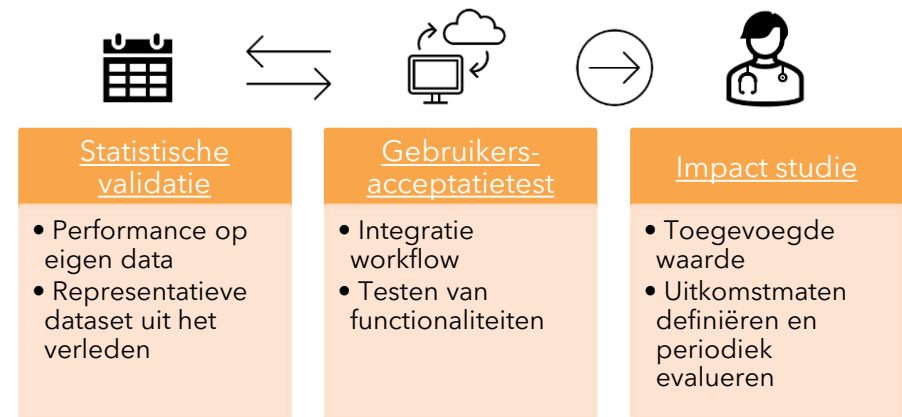 Statistische
validatie
• Performance op
eigen data
• Representatieve
dataset uit het
verleden
Gebruikers-
acceptatietest
• Integratie
workflow
• Testen van
functionaliteiten
Impact studie
• Toegevoegde
waarde
• Uitkomstmaten
definiëren en
periodiek
evalueren